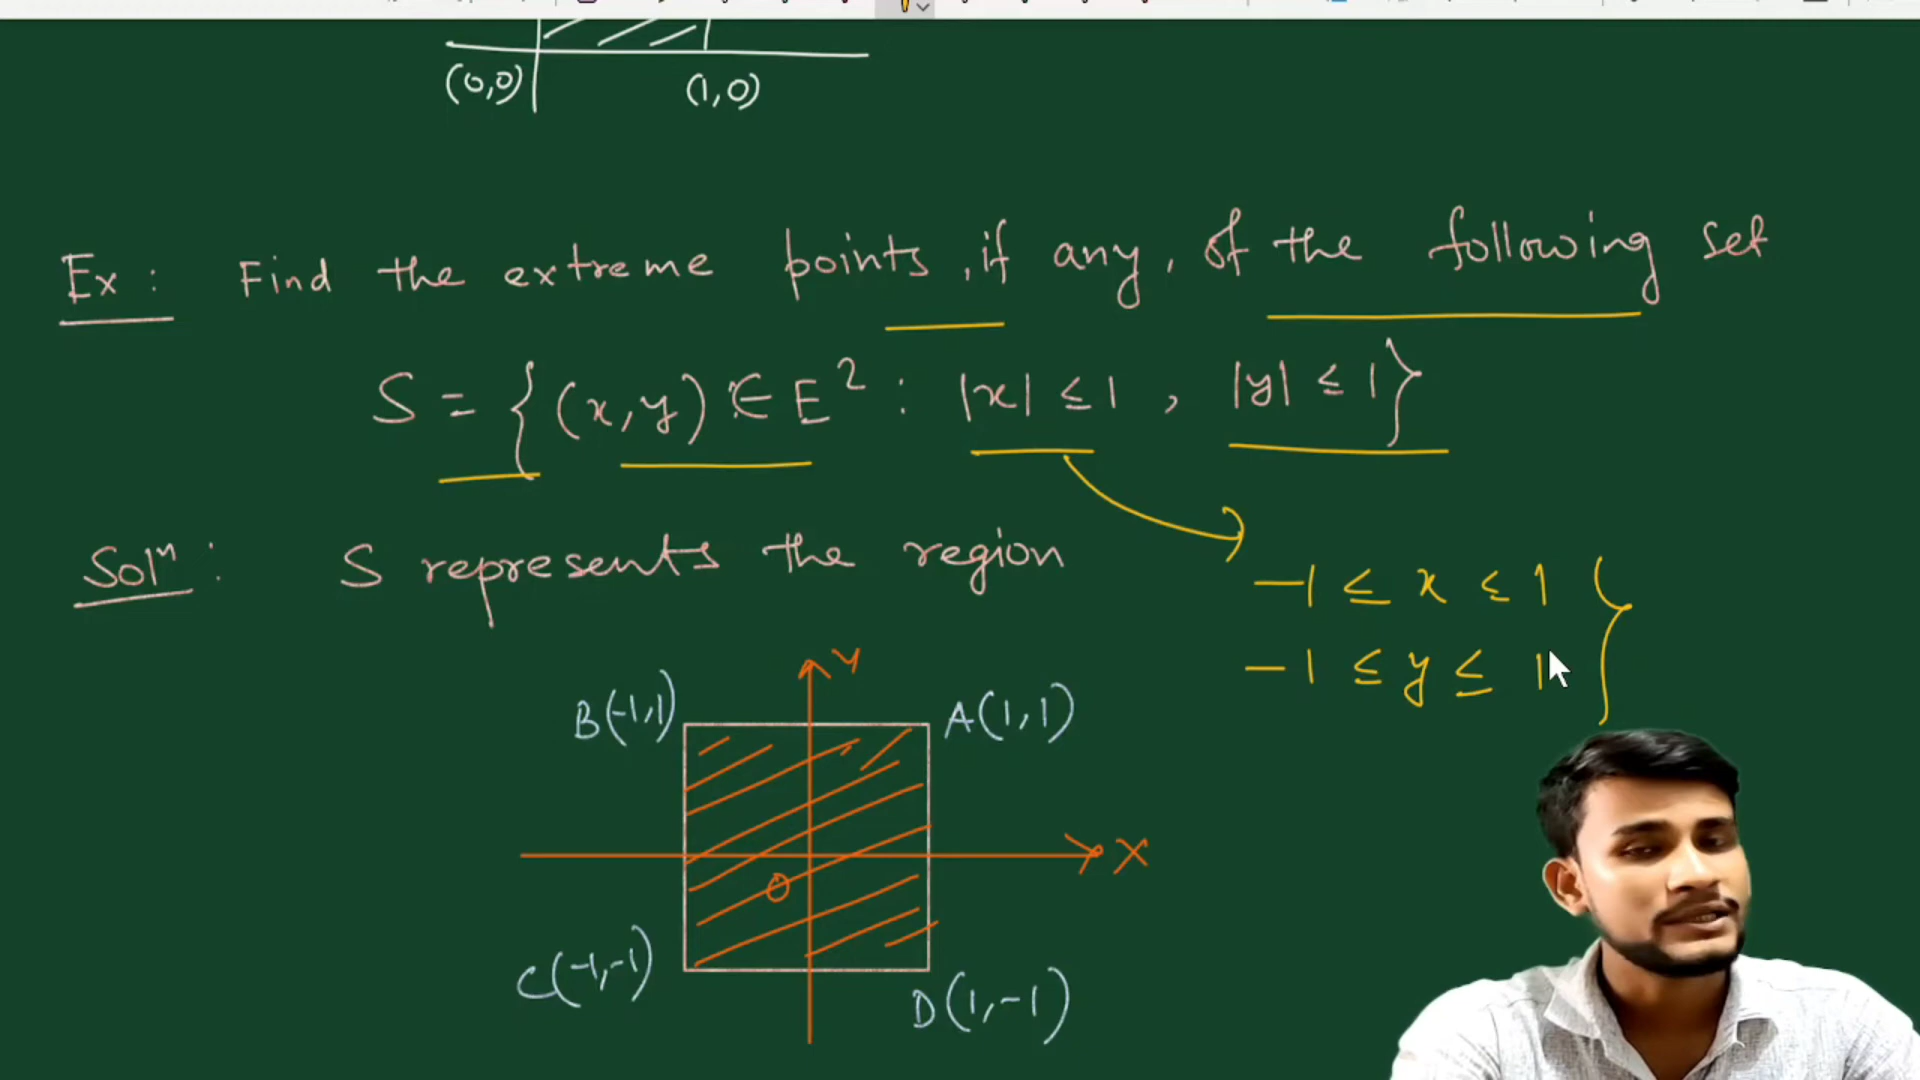 (0,0) (1,0)
Ex : Find the extreme points, if any, of the following set
S = { (x,y) ∈ E² : |x| ≤ 1 , |y| ≤ 1 }
Solⁿ : S represents the region
-1 ≤ x ≤ 1
-1 ≤ y ≤ 1
Y
B(-1,1) A(1,1)
X
O
C(-1,-1) D(1,-1)